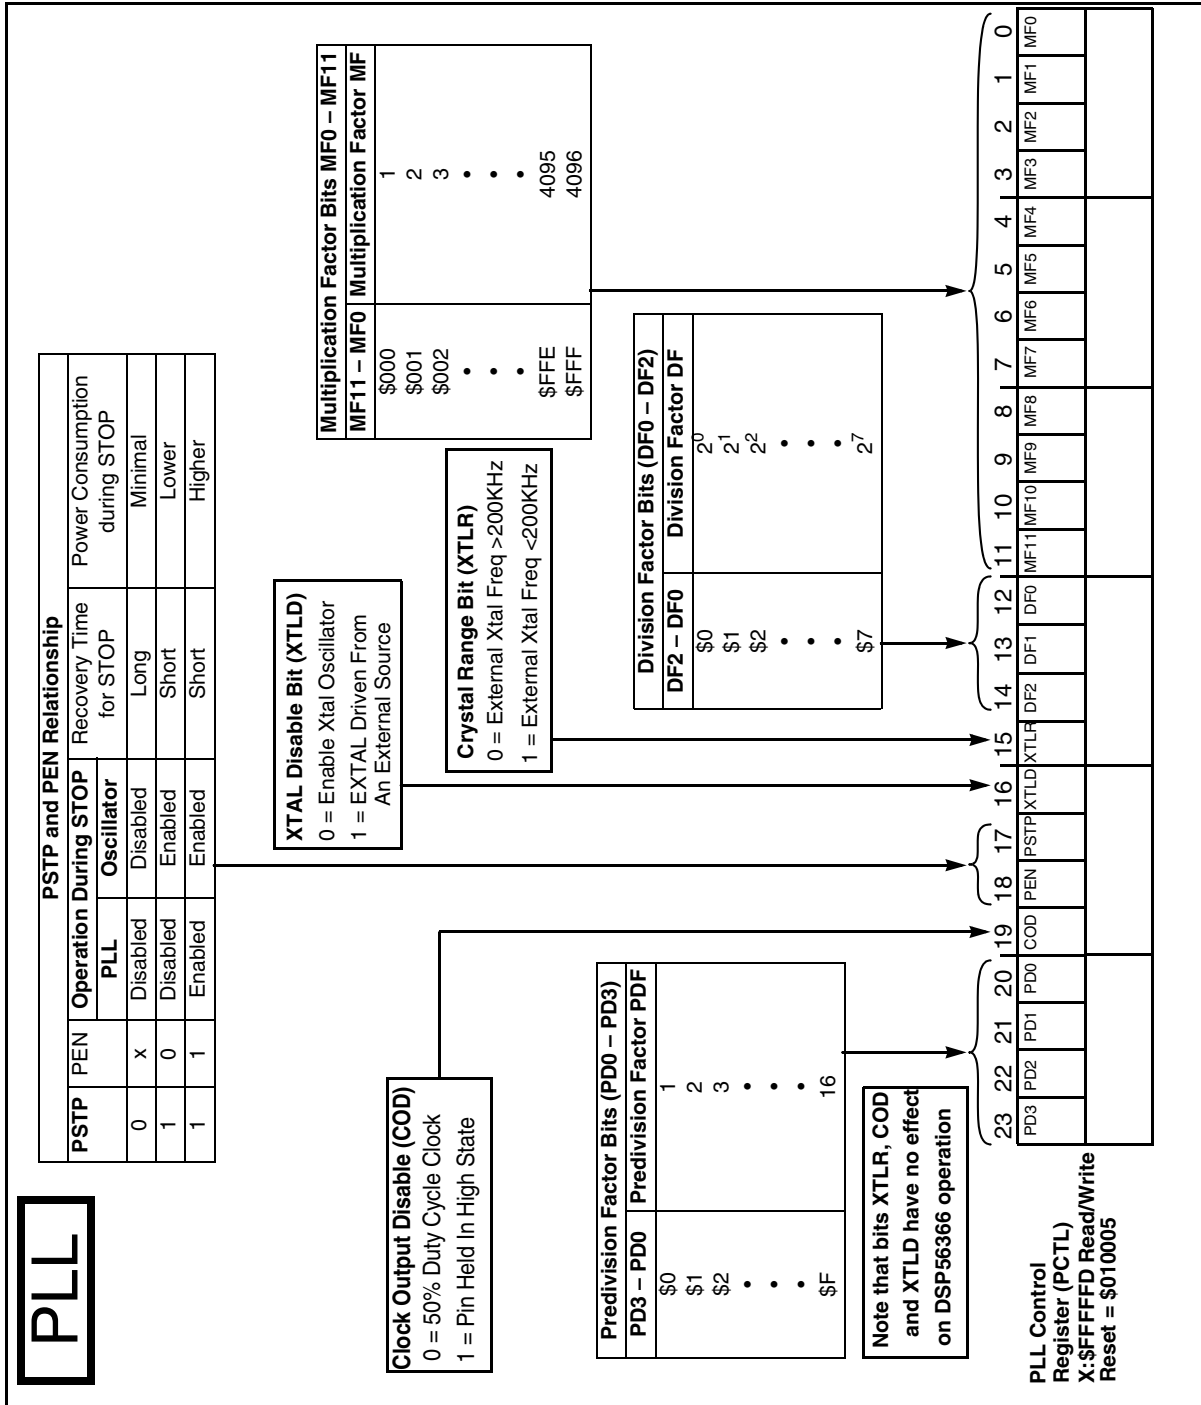 PLL
PSTP and PEN Relationship
PSTP PEN Operation During STOP Recovery Time for STOP Power Consumption during STOP
PLL Oscillator
0 x Disabled Disabled Long Minimal
1 0 Disabled Enabled Short Lower
1 1 Enabled Enabled Short Higher
XTAL Disable Bit (XTLD)
0 = Enable Xtal Oscillator
1 = EXTAL Driven From
An External Source
Multiplication Factor Bits MF0 – MF11
MF11 – MF0 Multiplication Factor MF
$000 1
$001 2
$002 3
• •
• •
• •
$FFE 4095
$FFF 4096
Clock Output Disable (COD)
0 = 50% Duty Cycle Clock
1 = Pin Held In High State
Crystal Range Bit (XTLR)
0 = External Xtal Freq >200KHz
1 = External Xtal Freq <200KHz
Predivision Factor Bits (PD0 – PD3)
PD3 – PD0 Predivision Factor PDF
$0 1
$1 2
$2 3
• •
• •
• •
$F 16
Division Factor Bits (DF0 – DF2)
DF2 – DF0 Division Factor DF
$0 2⁰
$1 2¹
$2 2²
• •
• •
• •
$7 2⁷
Note that bits XTLR, COD
and XTLD have no effect
on DSP56366 operation
23 22 21 20 19 18 17 16 15 14 13 12 11 10 9 8 7 6 5 4 3 2 1 0
PD3 PD2 PD1 PD0 COD PEN PSTP XTLD XTLR DF2 DF1 DF0 MF11 MF10 MF9 MF8 MF7 MF6 MF5 MF4 MF3 MF2 MF1 MF0
PLL Control
Register (PCTL)
X:$FFFFFD Read/Write
Reset = $010005